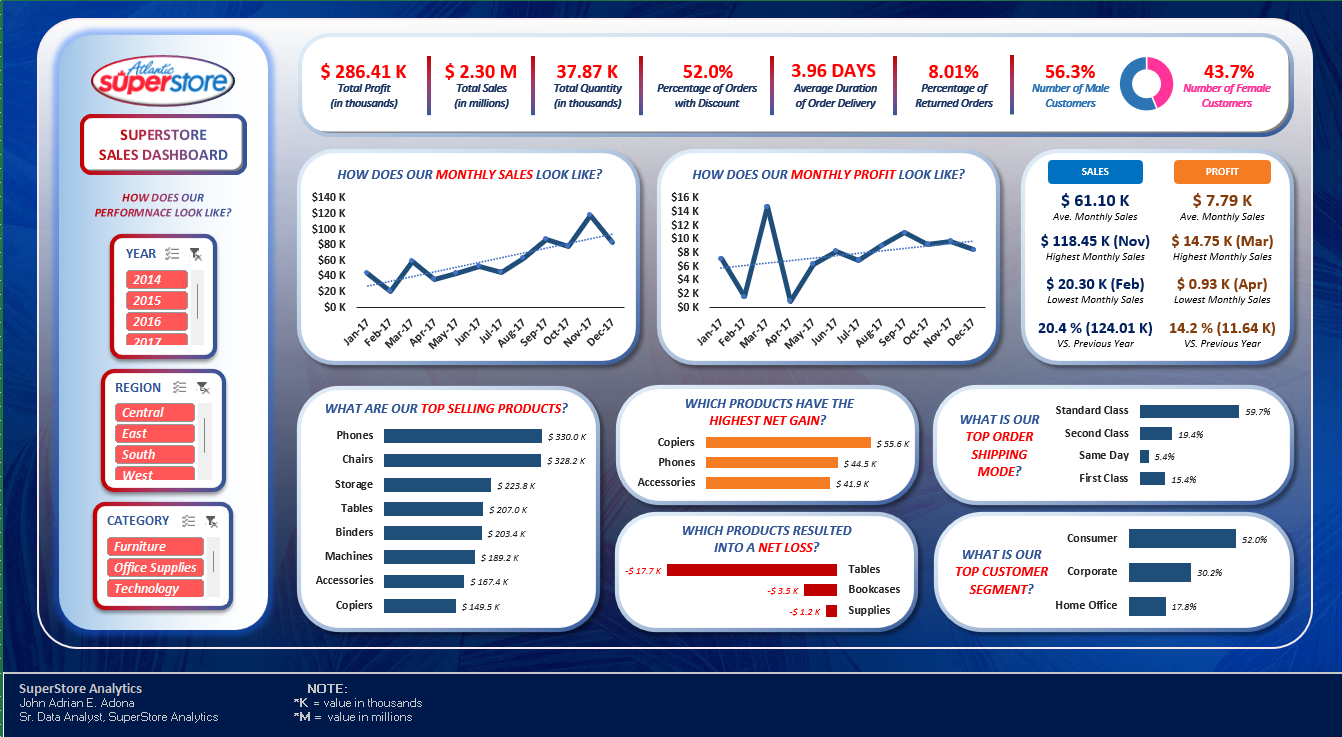 Atlantic
superstore
SUPERSTORE
SALES DASHBOARD
HOW DOES OUR
PERFORMNACE LOOK LIKE?
YEAR
2014
2015
2016
2017
REGION
Central
East
South
West
CATEGORY
Furniture
Office Supplies
Technology
$ 286.41 K
Total Profit
(in thousands)
$ 2.30 M
Total Sales
(in millions)
37.87 K
Total Quantity
(in thousands)
52.0%
Percentage of Orders
with Discount
3.96 DAYS
Average Duration
of Order Delivery
8.01%
Percentage of
Returned Orders
56.3%
Number of Male
Customers
43.7%
Number of Female
Customers
HOW DOES OUR MONTHLY SALES LOOK LIKE?
$140 K
$120 K
$100 K
$80 K
$60 K
$40 K
$20 K
$0 K
Jan-17
Feb-17
Mar-17
Apr-17
May-17
Jun-17
Jul-17
Aug-17
Sep-17
Oct-17
Nov-17
Dec-17
HOW DOES OUR MONTHLY PROFIT LOOK LIKE?
$16 K
$14 K
$12 K
$10 K
$8 K
$6 K
$4 K
$2 K
$0 K
Jan-17
Feb-17
Mar-17
Apr-17
May-17
Jun-17
Jul-17
Aug-17
Sep-17
Oct-17
Nov-17
Dec-17
SALES
$ 61.10 K
Ave. Monthly Sales
$ 118.45 K (Nov)
Highest Monthly Sales
$ 20.30 K (Feb)
Lowest Monthly Sales
20.4 % (124.01 K)
VS. Previous Year
PROFIT
$ 7.79 K
Ave. Monthly Sales
$ 14.75 K (Mar)
Highest Monthly Sales
$ 0.93 K (Apr)
Lowest Monthly Sales
14.2 % (11.64 K)
VS. Previous Year
WHAT ARE OUR TOP SELLING PRODUCTS?
Phones $ 330.0 K
Chairs $ 328.2 K
Storage $ 223.8 K
Tables $ 207.0 K
Binders $ 203.4 K
Machines $ 189.2 K
Accessories $ 167.4 K
Copiers $ 149.5 K
WHICH PRODUCTS HAVE THE
HIGHEST NET GAIN?
Copiers $ 55.6 K
Phones $ 44.5 K
Accessories $ 41.9 K
WHICH PRODUCTS RESULTED
INTO A NET LOSS?
-$ 17.7 K Tables
-$ 3.5 K Bookcases
-$ 1.2 K Supplies
WHAT IS OUR
TOP ORDER
SHIPPING
MODE?
Standard Class 59.7%
Second Class 19.4%
Same Day 5.4%
First Class 15.4%
WHAT IS OUR
TOP CUSTOMER
SEGMENT?
Consumer 52.0%
Corporate 30.2%
Home Office 17.8%
SuperStore Analytics
John Adrian E. Adona
Sr. Data Analyst, SuperStore Analytics
NOTE:
*K = value in thousands
*M = value in millions